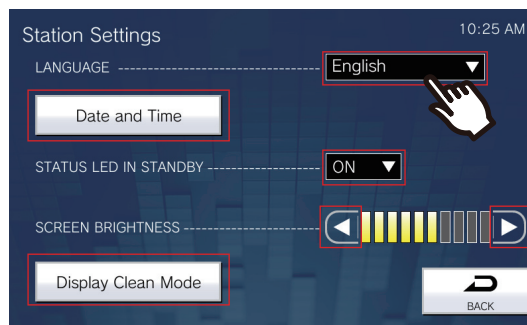 Station Settings
10:25 AM
LANGUAGE
English
Date and Time
STATUS LED IN STANDBY
ON
SCREEN BRIGHTNESS
Display Clean Mode
BACK